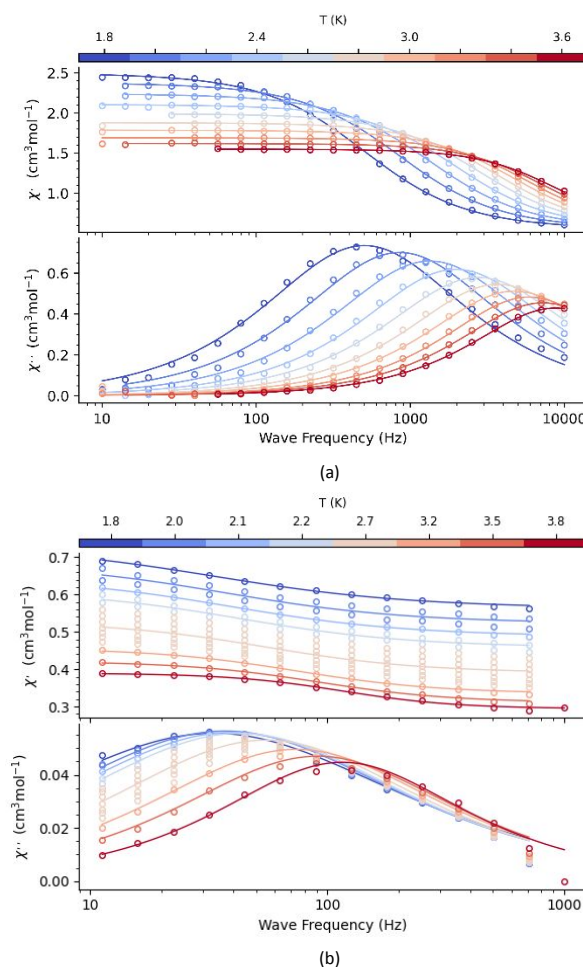 T (K)
1.8 2.4 3.0 3.6
2.5
2.0
1.5
1.0
χ' (cm³mol⁻¹)
0.6
0.4
0.2
0.0
χ'' (cm³mol⁻¹)
10 100 1000 10000
Wave Frequency (Hz)
(a)
T (K)
1.8 2.0 2.1 2.2 2.7 3.2 3.5 3.8
0.7
0.6
0.5
0.4
0.3
χ' (cm³mol⁻¹)
0.04
0.02
0.00
χ'' (cm³mol⁻¹)
10 100 1000
Wave Frequency (Hz)
(b)